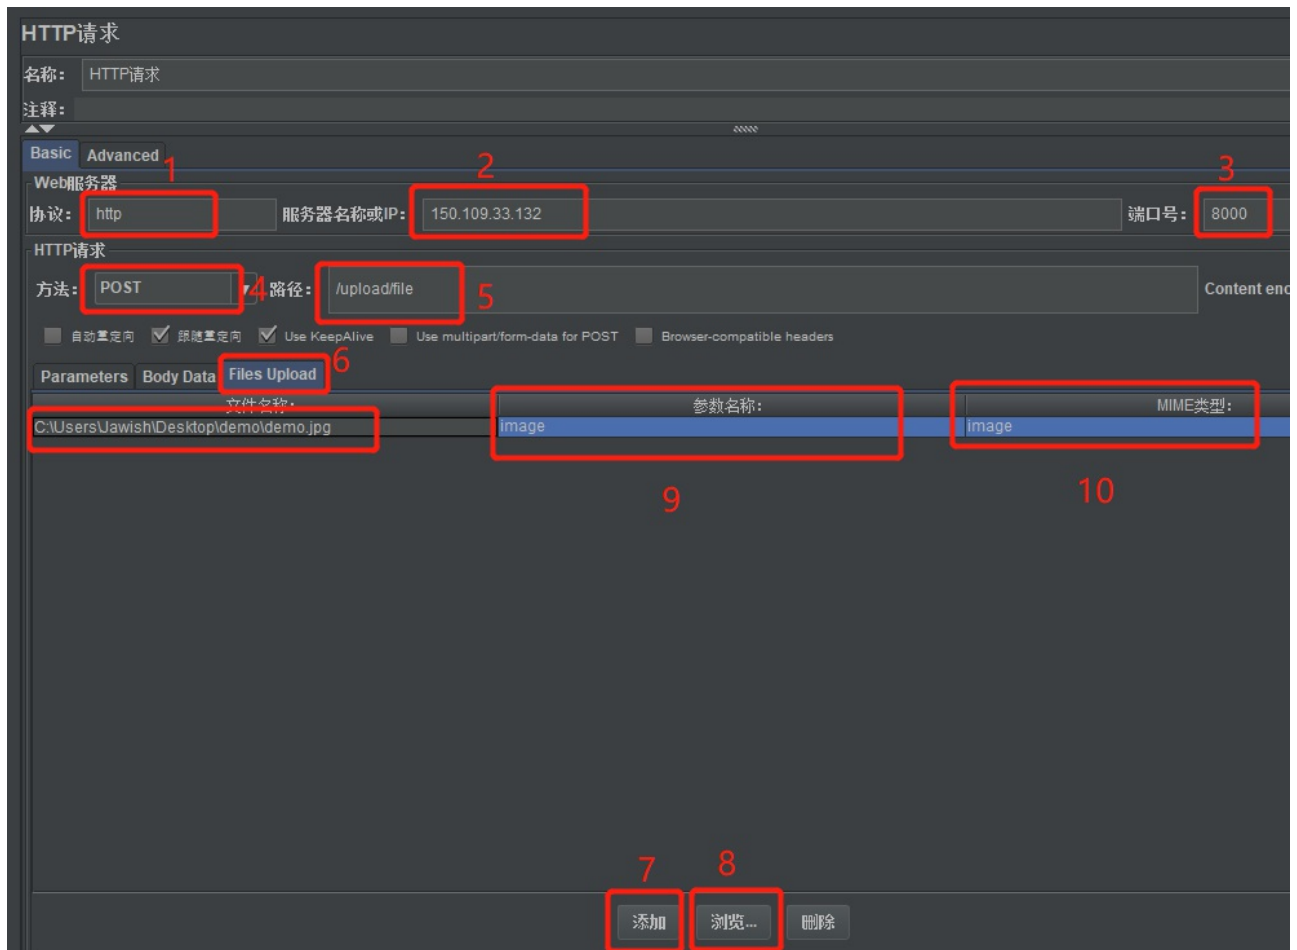 HTTP请求
名称： HTTP请求
注释：
Basic Advanced 1 2 3
Web服务器
协议： http 服务器名称或IP： 150.109.33.132 端口号： 8000
HTTP请求
方法： POST 4 路径： /upload/file 5 Content enc
自动重定向 跟随重定向 Use KeepAlive Use multipart/form-data for POST Browser-compatible headers
Parameters Body Data Files Upload 6
文件名称： 参数名称： MIME类型：
C:\Users\Jawish\Desktop\demo\demo.jpg image image
9 10
7 8
添加 浏览... 删除